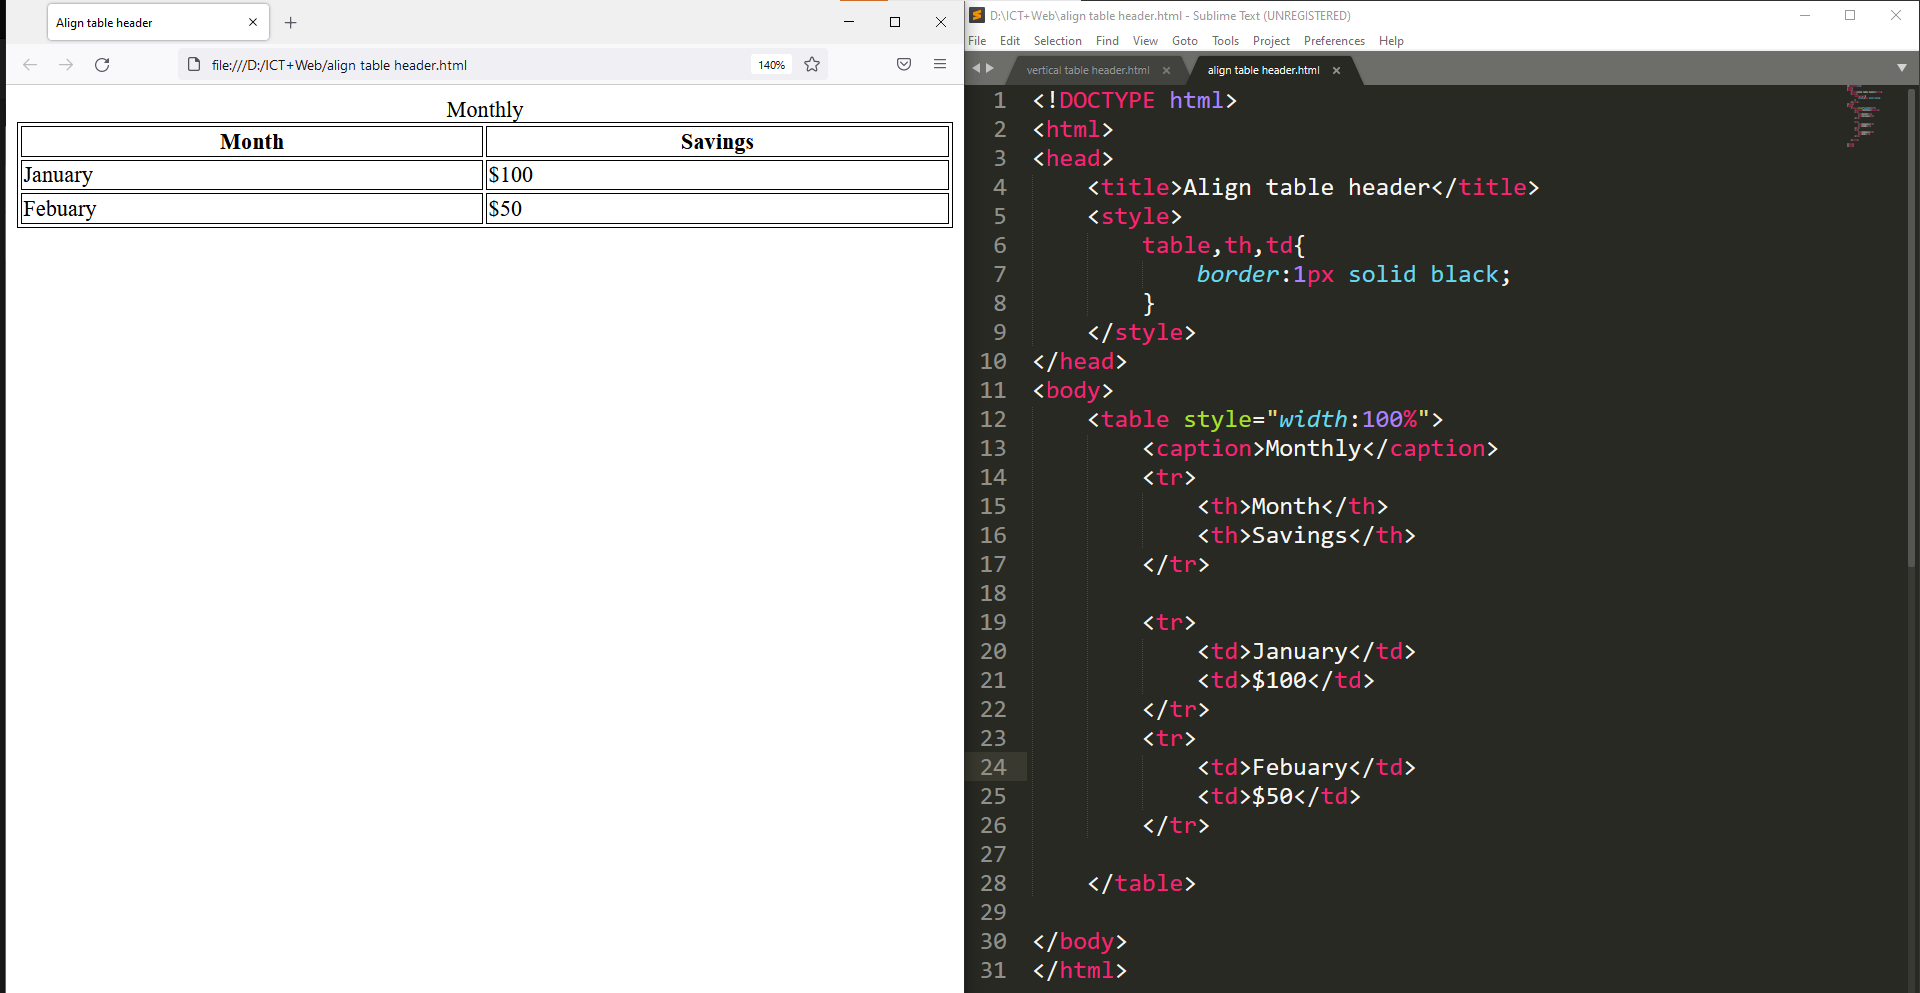 Align table header
file:///D:/ICT+Web/align table header.html
140%
Monthly
Month Savings
January $100
Febuary $50
D:\ICT+Web\align table header.html - Sublime Text (UNREGISTERED)
File Edit Selection Find View Goto Tools Project Preferences Help
vertical table header.html align table header.html
1 <!DOCTYPE html>
2 <html>
3 <head>
4 <title>Align table header</title>
5 <style>
6 table,th,td{
7 border:1px solid black;
8 }
9 </style>
10 </head>
11 <body>
12 <table style="width:100%">
13 <caption>Monthly</caption>
14 <tr>
15 <th>Month</th>
16 <th>Savings</th>
17 </tr>
18
19 <tr>
20 <td>January</td>
21 <td>$100</td>
22 </tr>
23 <tr>
24 <td>Febuary</td>
25 <td>$50</td>
26 </tr>
27
28 </table>
29
30 </body>
31 </html>